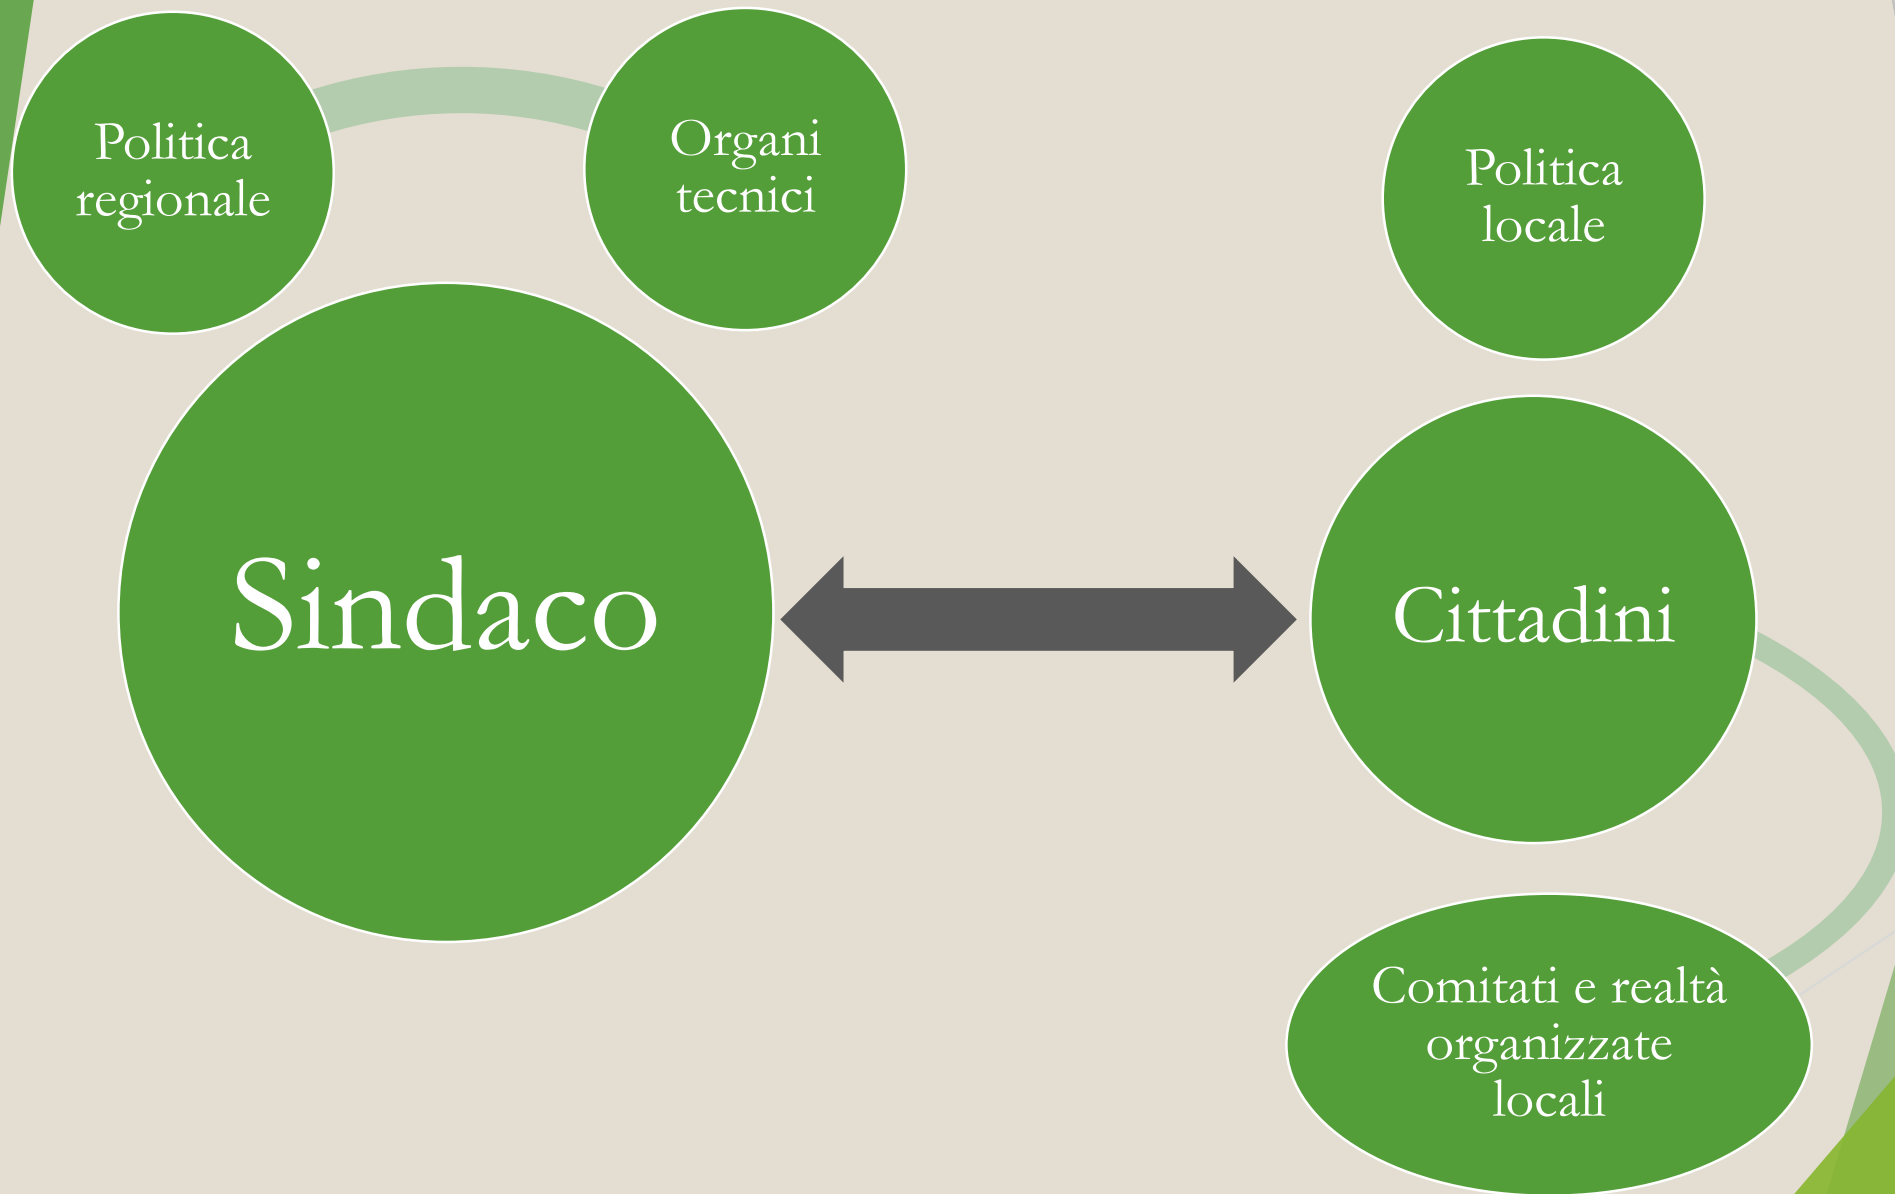 Politica
regionale
Organi
tecnici
Politica
locale
Sindaco
Cittadini
Comitati e realtà
organizzate
locali